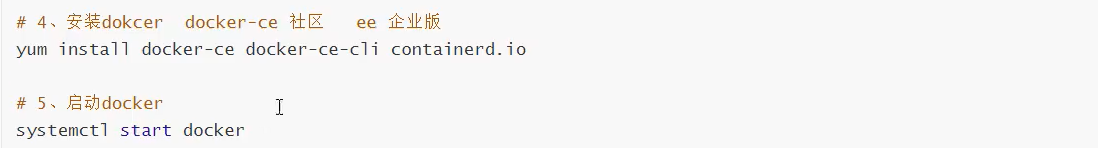 # 4、安装dokcer  docker-ce 社区   ee 企业版
yum install docker-ce docker-ce-cli containerd.io
# 5、启动docker
systemctl start docker